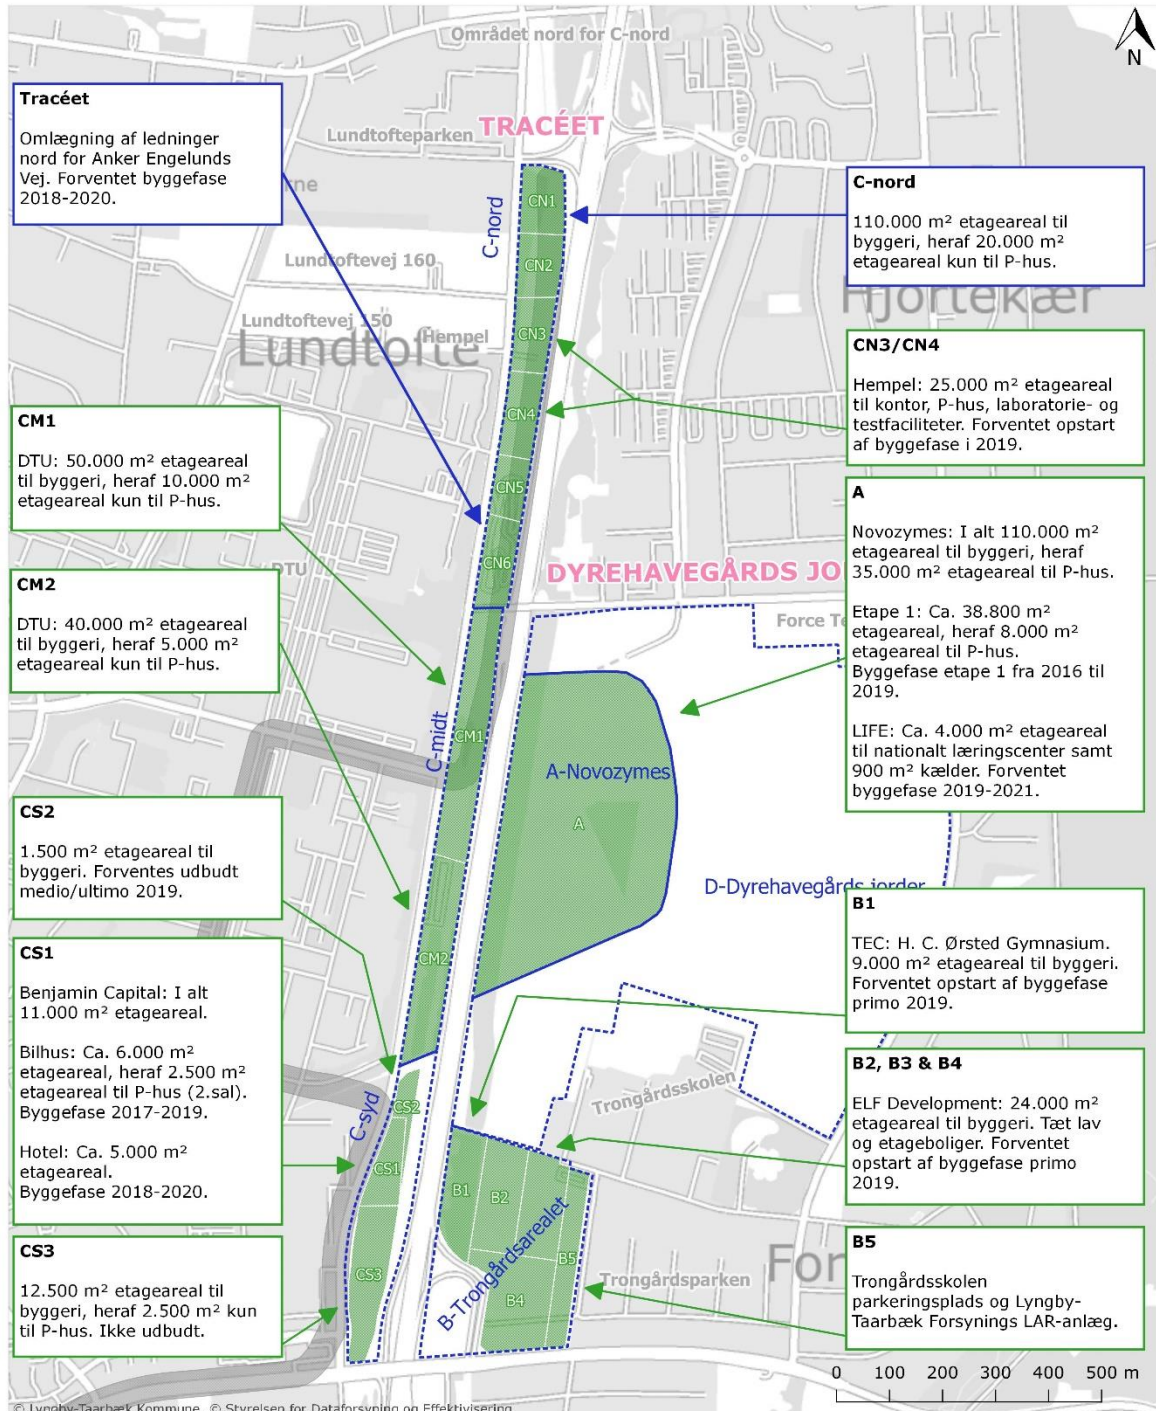 Området nord for C-nord
N
Tracéet
Omlægning af ledninger
nord for Anker Engelunds
Vej. Forventet byggefase
2018-2020.
Lundtofteparken
TRACÉET
C-nord
110.000 m² etageareal til
byggeri, heraf 20.000 m²
etageareal kun til P-hus.
CN1
C-nord
CN2
Lundtoftevej 160
Hjortekær
Lundtoftevej 150
Hempel
Lundtofte
CN3
CN3/CN4
Hempel: 25.000 m² etageareal
til kontor, P-hus, laboratorie- og
testfaciliteter. Forventet opstart
af byggefase i 2019.
CN4
CM1
DTU: 50.000 m² etageareal
til byggeri, heraf 10.000 m²
etageareal kun til P-hus.
CN5
CN6
A
Novozymes: I alt 110.000 m²
etageareal til byggeri, heraf
35.000 m² etageareal til P-hus.
Etape 1: Ca. 38.800 m²
etageareal, heraf 8.000 m²
etageareal til P-hus.
Byggefase etape 1 fra 2016 til
2019.
LIFE: Ca. 4.000 m² etageareal
til nationalt læringscenter samt
900 m² kælder. Forventet
byggefase 2019-2021.
DTU
DYREHAVEGÅRDS JO
Force Te
CM2
DTU: 40.000 m² etageareal
til byggeri, heraf 5.000 m²
etageareal kun til P-hus.
C-midt
CM1
A-Novozymes
A
CS2
1.500 m² etageareal til
byggeri. Forventes udbudt
medio/ultimo 2019.
D-Dyrehavegårds jorder
B1
TEC: H. C. Ørsted Gymnasium.
9.000 m² etageareal til byggeri.
Forventet opstart af byggefase
primo 2019.
CM2
CS1
Benjamin Capital: I alt
11.000 m² etageareal.
Bilhus: Ca. 6.000 m²
etageareal, heraf 2.500 m²
etageareal til P-hus (2.sal).
Byggefase 2017-2019.
Hotel: Ca. 5.000 m²
etageareal.
Byggefase 2018-2020.
B2, B3 & B4
ELF Development: 24.000 m²
etageareal til byggeri. Tæt lav
og etageboliger. Forventet
opstart af byggefase primo
2019.
Trongårdsskolen
C-syd
CS2
CS1
B1
B2
B5
B-Trongårdsarealet
B4
CS3
CS3
12.500 m² etageareal til
byggeri, heraf 2.500 m² kun
til P-hus. Ikke udbudt.
Trongårdsparken
For
B5
Trongårdsskolen
parkeringsplads og Lyngby-
Taarbæk Forsynings LAR-anlæg.
0 100 200 300 400 500 m
© Lyngby-Taarbæk Kommune, © Styrelsen for Dataforsyning og Effektivisering